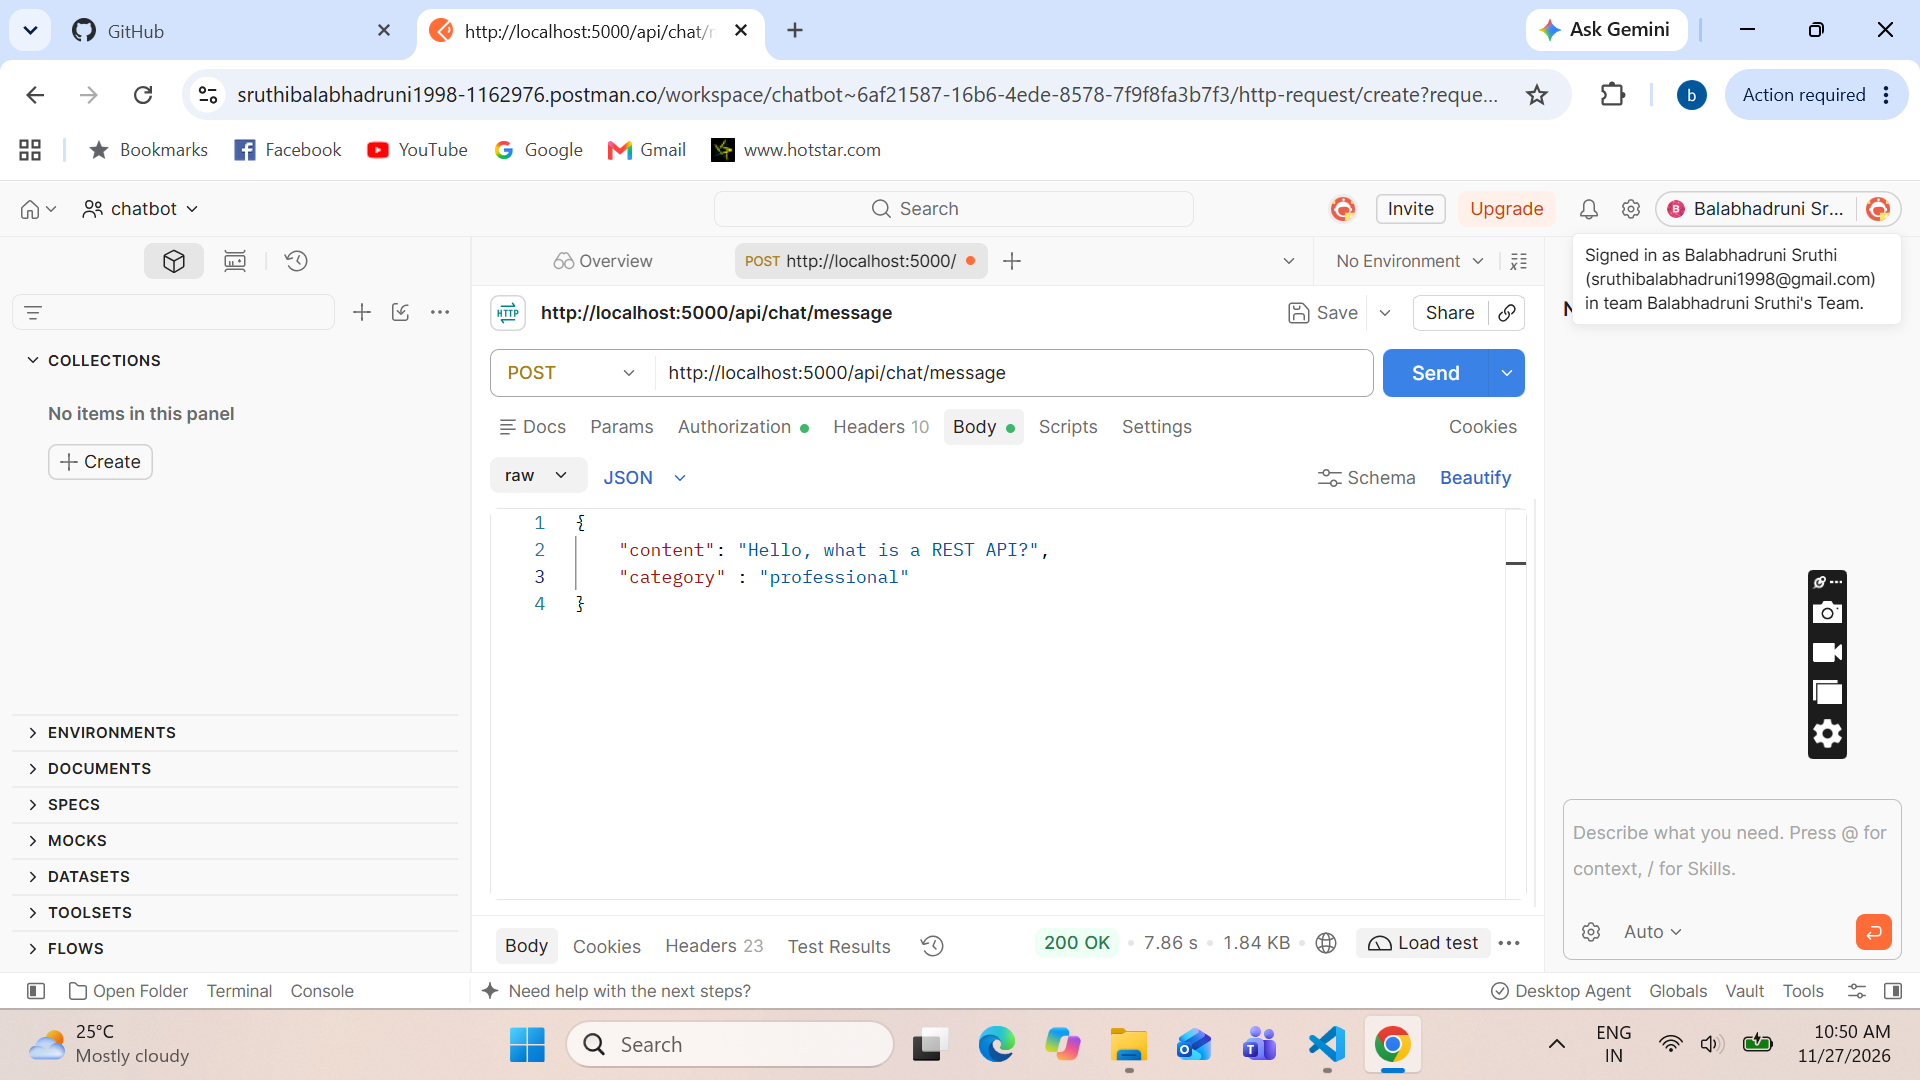 GitHub
http://localhost:5000/api/chat/m
Ask Gemini
sruthibalabhadruni1998-1162976.postman.co/workspace/chatbot~6af21587-16b6-4ede-8578-7f9f8fa3b7f3/http-request/create?reque...
b
Action required
Bookmarks
Facebook
YouTube
Google
Gmail
www.hotstar.com
chatbot
Search
Invite
Upgrade
B
Balabhadruni Sr...
Signed in as Balabhadruni Sruthi
(sruthibalabhadruni1998@gmail.com)
in team Balabhadruni Sruthi's Team.
Overview
POST http://localhost:5000/
No Environment
HTTP
http://localhost:5000/api/chat/message
Save
Share
COLLECTIONS
No items in this panel
Create
POST
http://localhost:5000/api/chat/message
Send
Docs
Params
Authorization
Headers 10
Body
Scripts
Settings
Cookies
raw
JSON
Schema
Beautify
1 {
2 "content": "Hello, what is a REST API?",
3 "category" : "professional"
4 }
ENVIRONMENTS
DOCUMENTS
SPECS
MOCKS
DATASETS
TOOLSETS
FLOWS
Describe what you need. Press @ for
context, / for Skills.
Auto
Body
Cookies
Headers 23
Test Results
200 OK
7.86 s
1.84 KB
Load test
Open Folder
Terminal
Console
Need help with the next steps?
Desktop Agent
Globals
Vault
Tools
25°C
Mostly cloudy
Search
ENG
IN
10:50 AM
11/27/2026